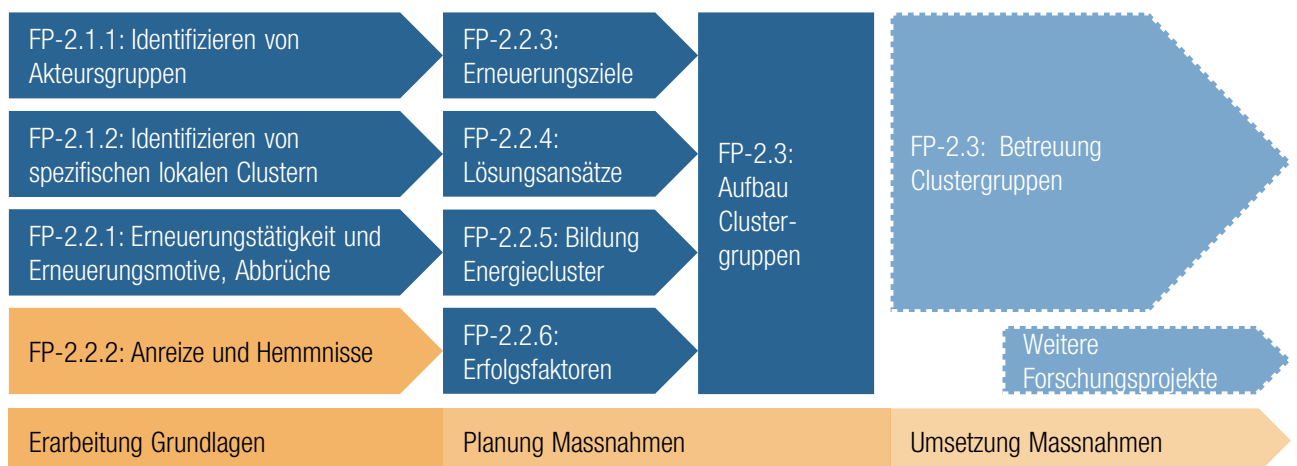 FP-2.1.1: Identifizieren von
Akteursgruppen
FP-2.1.2: Identifizieren von
spezifischen lokalen Clustern
FP-2.2.1: Erneuerungstätigkeit und
Erneuerungsmotive, Abbrüche
FP-2.2.2: Anreize und Hemmnisse
FP-2.2.3:
Erneuerungsziele
FP-2.2.4:
Lösungsansätze
FP-2.2.5: Bildung
Energiecluster
FP-2.2.6:
Erfolgsfaktoren
FP-2.3:
Aufbau
Cluster-
gruppen
FP-2.3: Betreuung
Clustergruppen
Weitere
Forschungsprojekte
Erarbeitung Grundlagen
Planung Massnahmen
Umsetzung Massnahmen